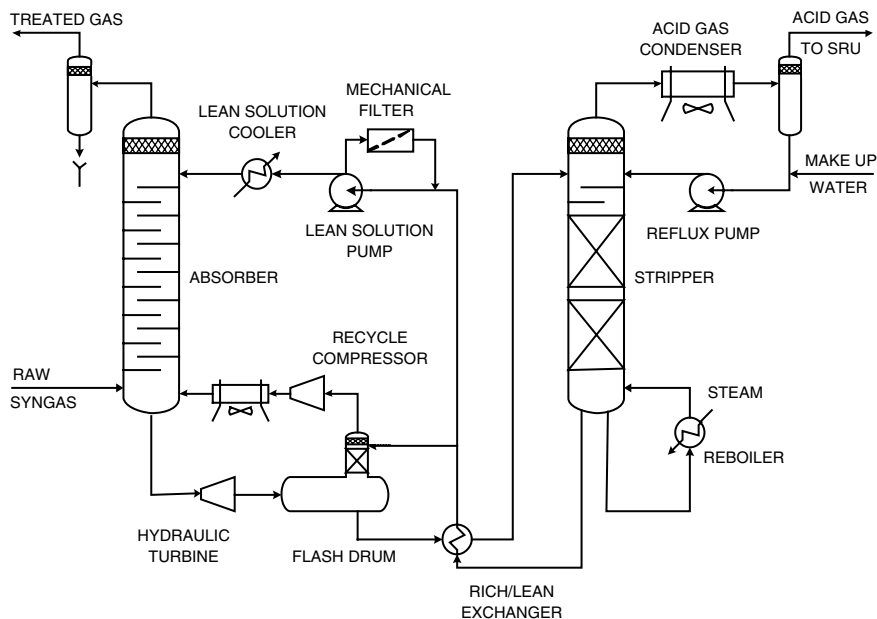 TREATED GAS
ACID GAS
CONDENSER
ACID GAS
TO SRU
MECHANICAL
FILTER
LEAN SOLUTION
COOLER
MAKE UP
WATER
LEAN SOLUTION
PUMP
REFLUX PUMP
ABSORBER
STRIPPER
RECYCLE
COMPRESSOR
RAW
SYNGAS
STEAM
REBOILER
HYDRAULIC
TURBINE
FLASH DRUM
RICH/LEAN
EXCHANGER